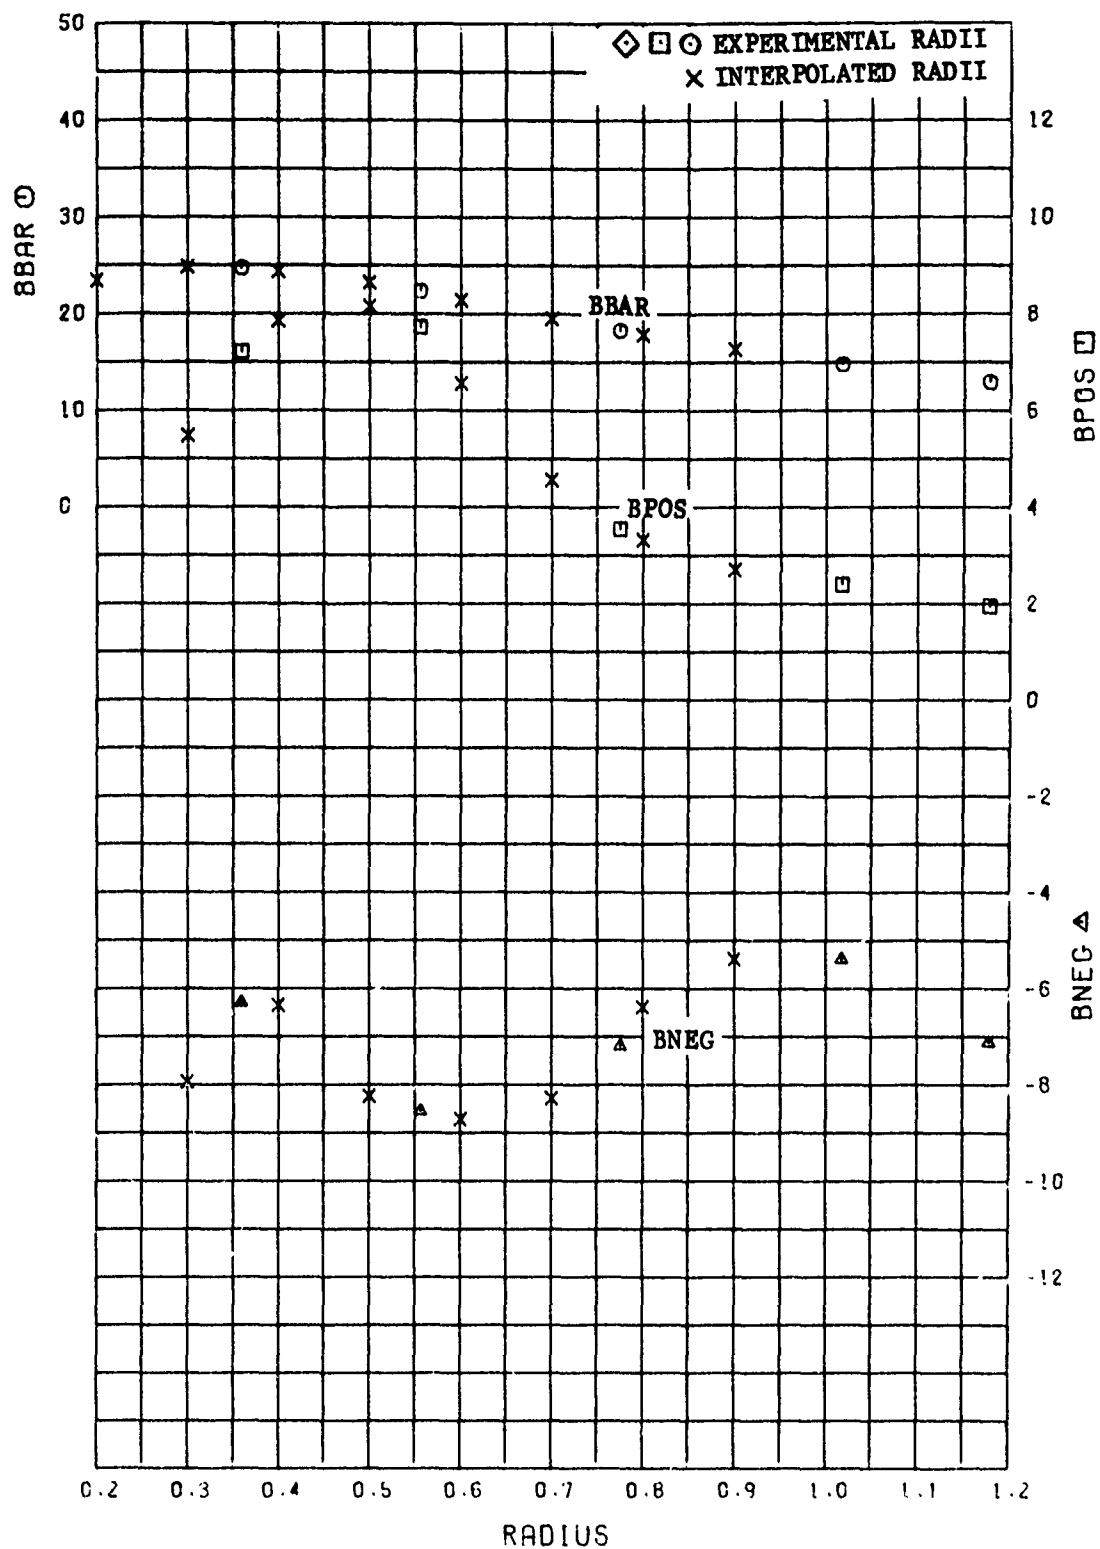 50
40
30
20
10
0
BBAR
EXPERIMENTAL RADII
INTERPOLATED RADII
12
10
8
6
4
2
0
-2
-4
-6
-8
-10
-12
BPOS
BNEG
BBAR
BPOS
BNEG
0.2 0.3 0.4 0.5 0.6 0.7 0.8 0.9 1.0 1.1 1.2
RADIUS